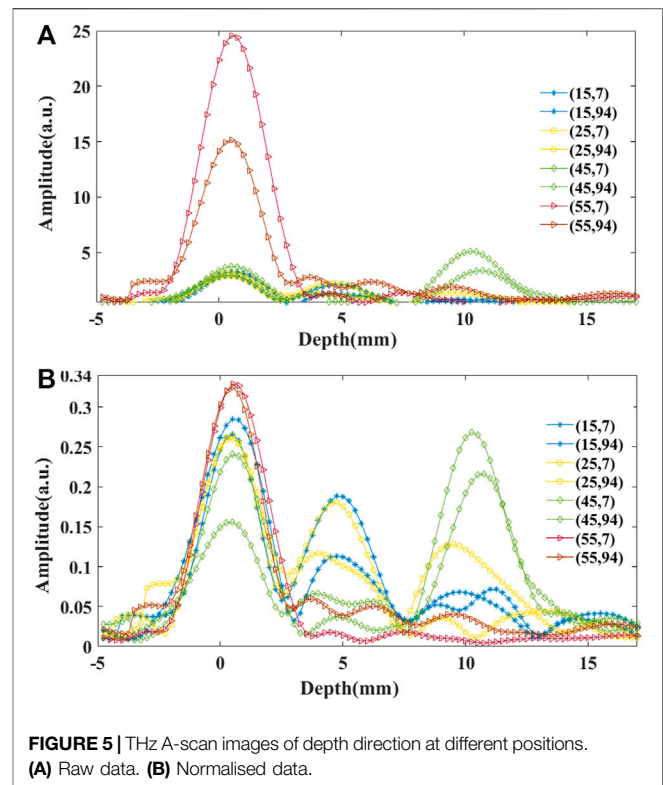 A
25
20
15
10
5
Amplitude(a.u.)
(15,7)
(15,94)
(25,7)
(25,94)
(45,7)
(45,94)
(55,7)
(55,94)
-5 0 5 10 15
Depth(mm)
B
0.34
0.3
0.25
0.2
0.15
0.1
0.05
0
Amplitude(a.u.)
(15,7)
(15,94)
(25,7)
(25,94)
(45,7)
(45,94)
(55,7)
(55,94)
-5 0 5 10 15
Depth(mm)
FIGURE 5 | THz A-scan images of depth direction at different positions.
(A) Raw data. (B) Normalised data.